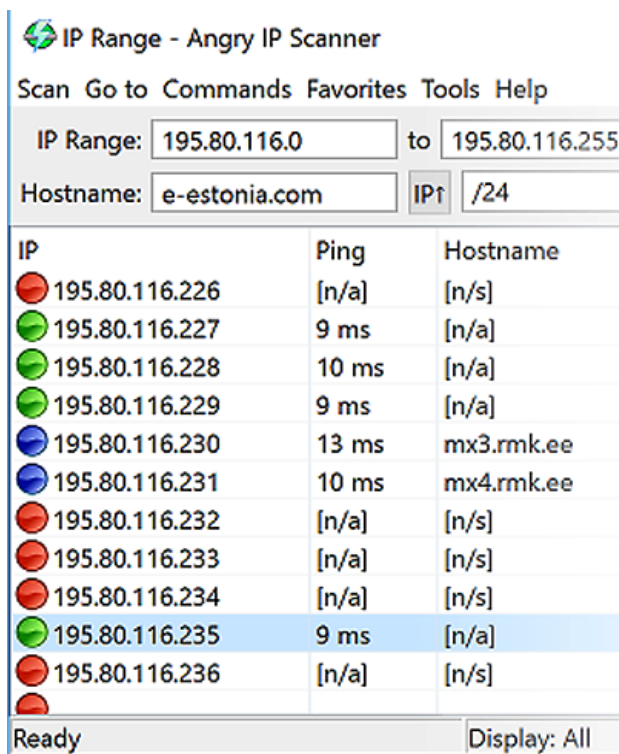 IP Range - Angry IP Scanner
Scan Go to Commands Favorites Tools Help
IP Range: 195.80.116.0 to 195.80.116.255
Hostname: e-estonia.com IP↑ /24
IP Ping Hostname
195.80.116.226 [n/a] [n/s]
195.80.116.227 9 ms [n/a]
195.80.116.228 10 ms [n/a]
195.80.116.229 9 ms [n/a]
195.80.116.230 13 ms mx3.rmk.ee
195.80.116.231 10 ms mx4.rmk.ee
195.80.116.232 [n/a] [n/s]
195.80.116.233 [n/a] [n/s]
195.80.116.234 [n/a] [n/s]
195.80.116.235 9 ms [n/a]
195.80.116.236 [n/a] [n/s]
Ready Display: All